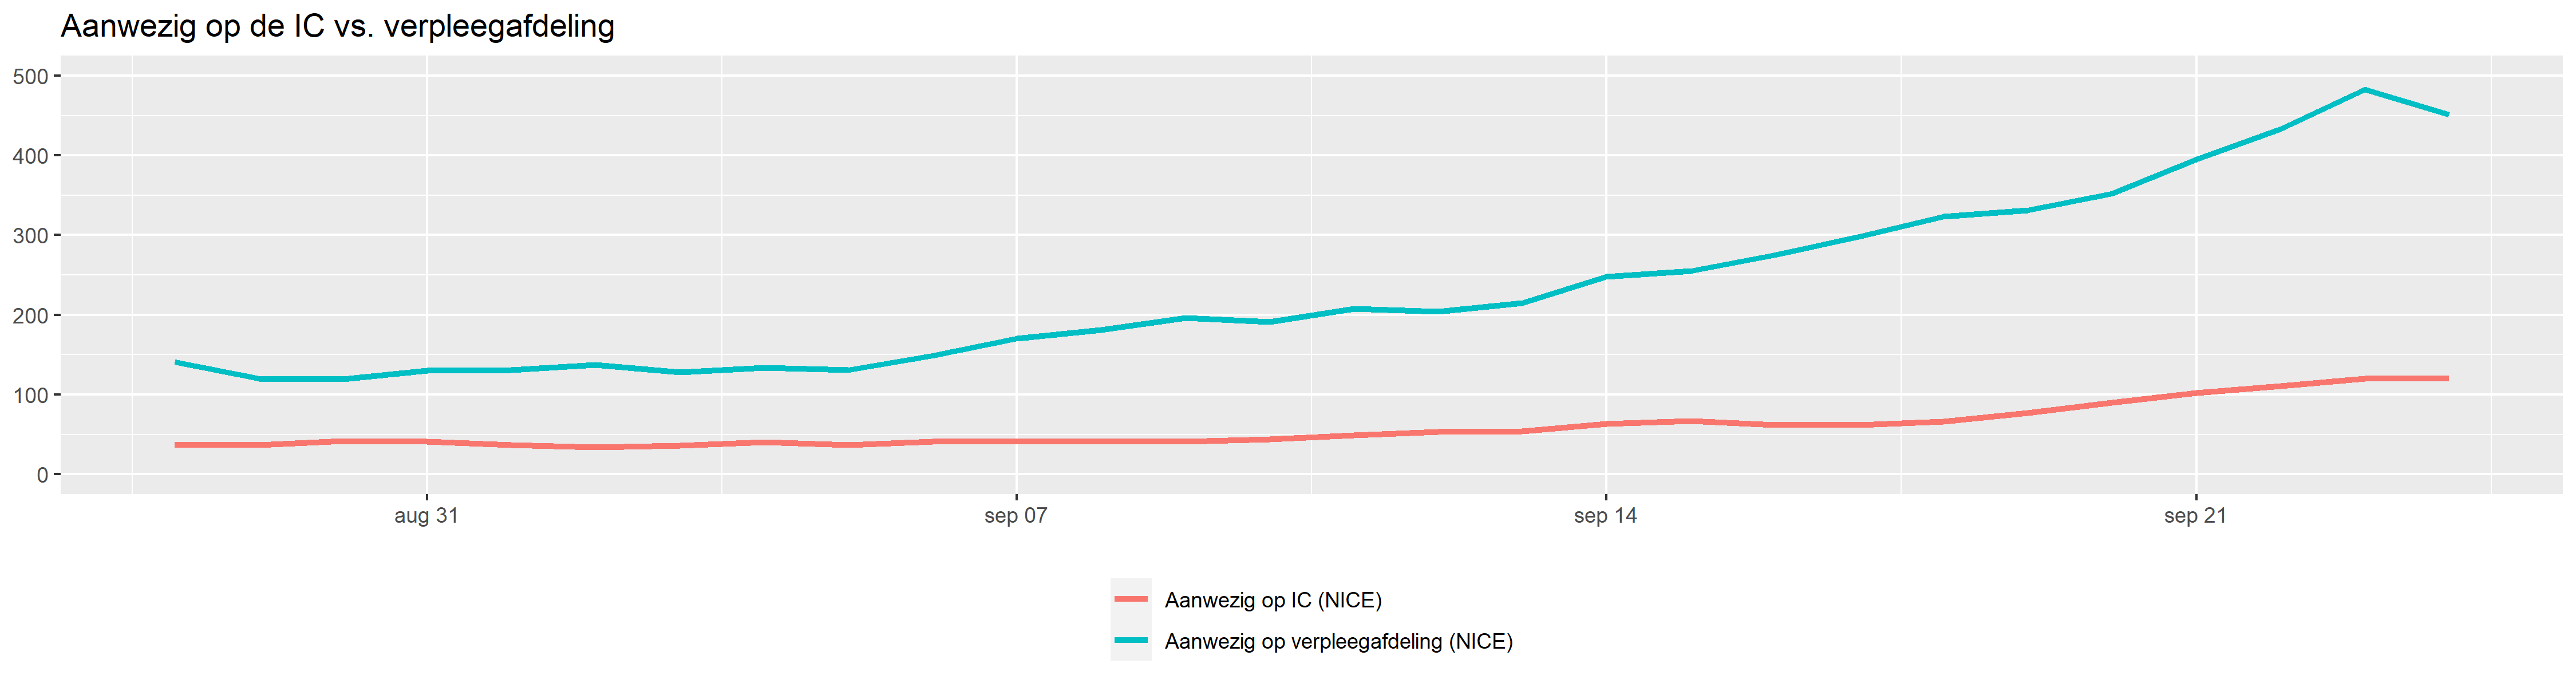 Aanwezig op de IC vs. verpleegafdeling
500
400
300
200
100
0
aug 31 sep 07 sep 14 sep 21
Aanwezig op IC (NICE)
Aanwezig op verpleegafdeling (NICE)